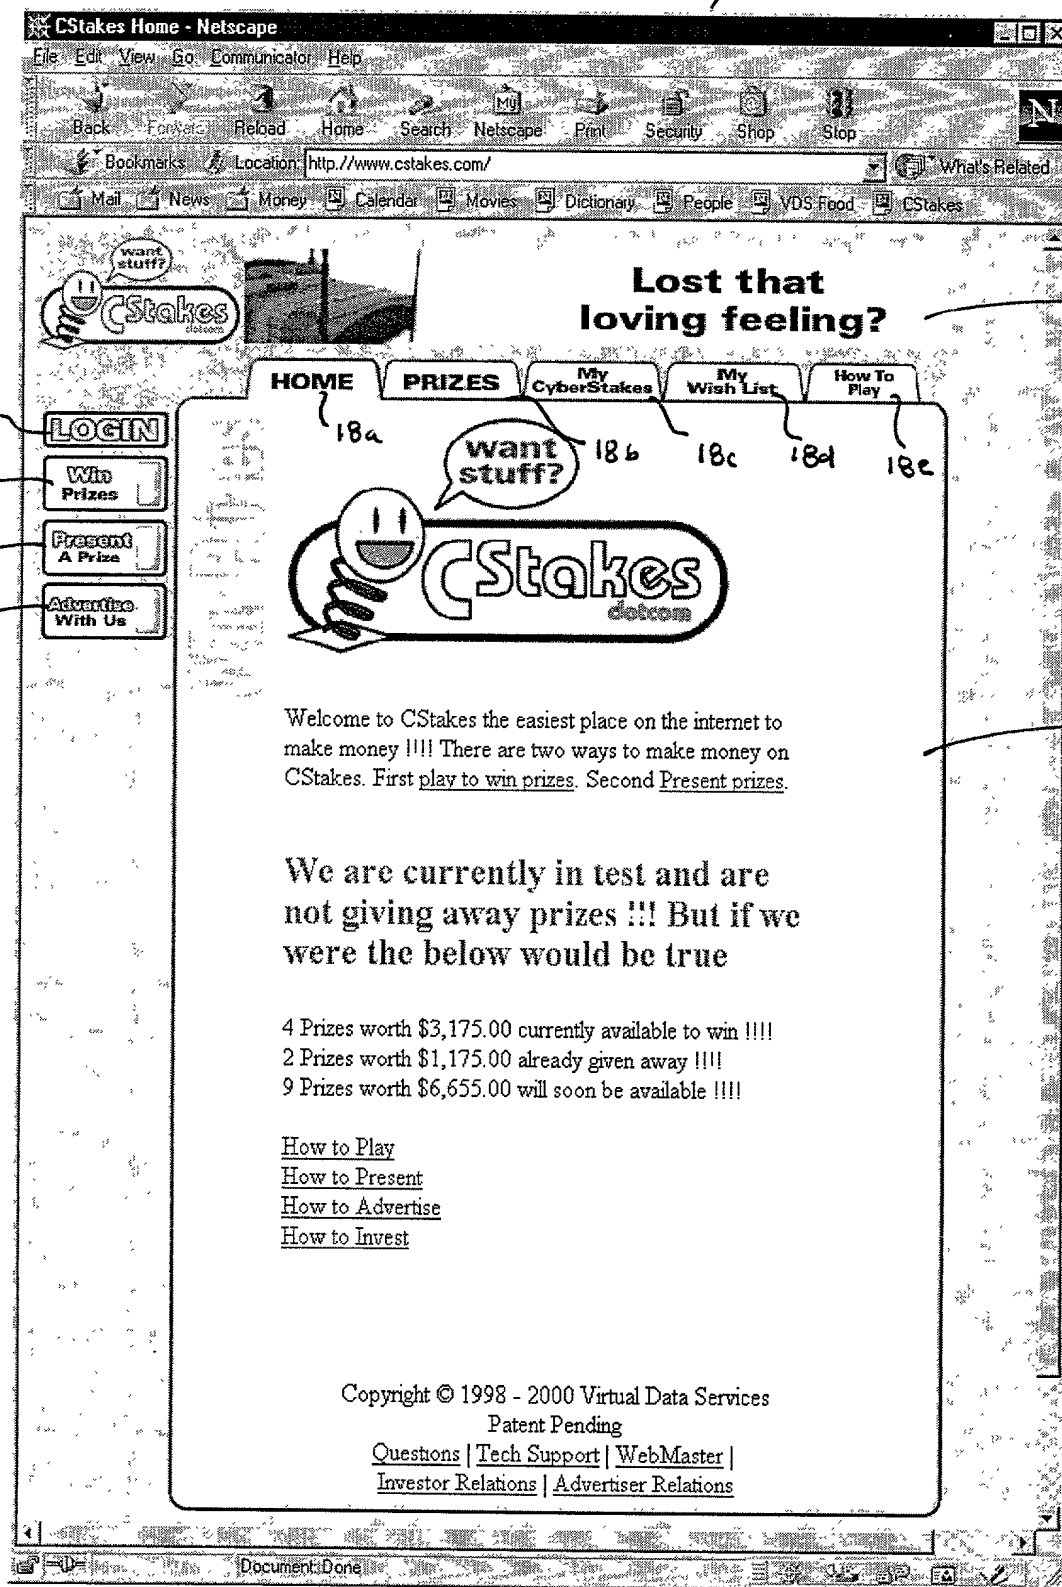 CStakes Home - Netscape
File Edit View Go Communicator Help
Back Forward Reload Home Search Netscape Print Security Shop Stop
My
N
Bookmarks Location: http://www.cstakes.com/ What's Related
Mail News Money Calendar Movies Dictionary People VDS Food CStakes
want stuff?
CStakes
dotcom
Lost that
loving feeling?
HOME PRIZES My CyberStakes My Wish List How To Play
18a 18b 18c 18d 18e
LOGIN
Win
Prizes
Present
A Prize
Advertise
With Us
want
stuff?
CStakes
dotcom
Welcome to CStakes the easiest place on the internet to
make money !!!! There are two ways to make money on
CStakes. First play to win prizes. Second Present prizes.
We are currently in test and are
not giving away prizes !!! But if we
were the below would be true
4 Prizes worth $3,175.00 currently available to win !!!!
2 Prizes worth $1,175.00 already given away !!!!
9 Prizes worth $6,655.00 will soon be available !!!!
How to Play
How to Present
How to Advertise
How to Invest
Copyright © 1998 - 2000 Virtual Data Services
Patent Pending
Questions | Tech Support | WebMaster |
Investor Relations | Advertiser Relations
Document: Done